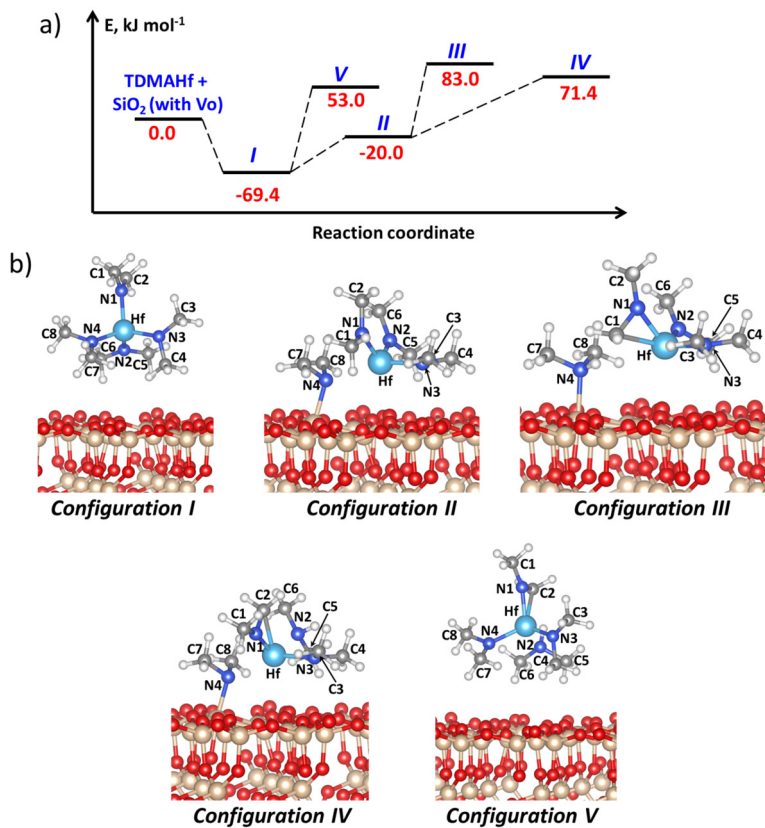 a)
E, kJ mol⁻¹
TDMAHf +
SiO₂ (with Vo)
0.0
I
-69.4
V
53.0
II
-20.0
III
83.0
IV
71.4
Reaction coordinate
b)
C1
C2
N1
Hf
C3
C8
N4
C6
N3
C7
N2
C5
C4
Configuration I
C2
C6
N1
N2
C3
C1
C5
C4
C7
C8
Hf
N4
N3
Configuration II
C2
C6
N1
C5
C1
N2
C4
C7
C8
Hf
C3
N4
N3
Configuration III
C2
C6
C1
N2
C5
N1
C4
C7
C8
Hf
N3
N4
C3
Configuration IV
C1
N1
C2
Hf
C3
C8
N4
N3
N2
C7
C4
C5
C6
Configuration V